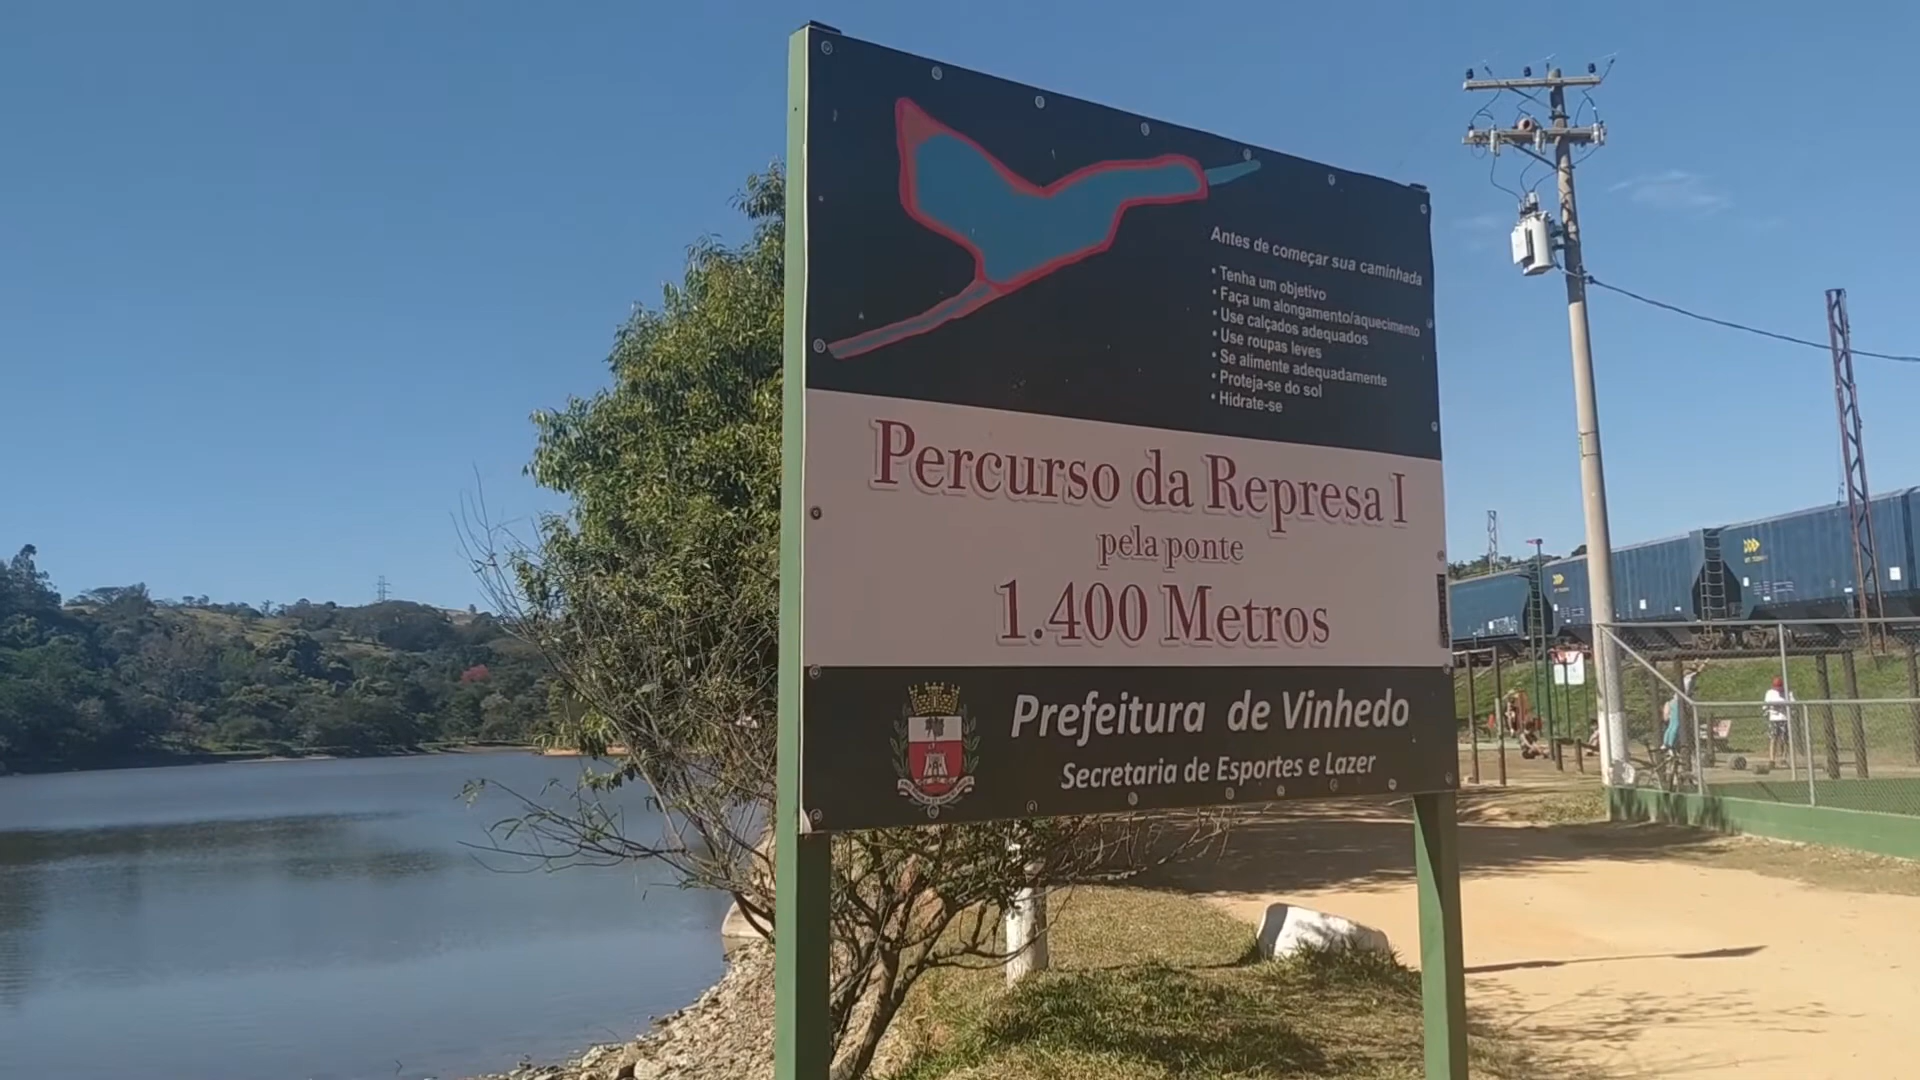 Antes de começar sua caminhada
• Tenha um objetivo
• Faça um alongamento/aquecimento
• Use calçados adequados
• Use roupas leves
• Se alimente adequadamente
• Proteja-se do sol
• Hidrate-se
Percurso da Represa I
pela ponte
1.400 Metros
Prefeitura de Vinhedo
Secretaria de Esportes e Lazer